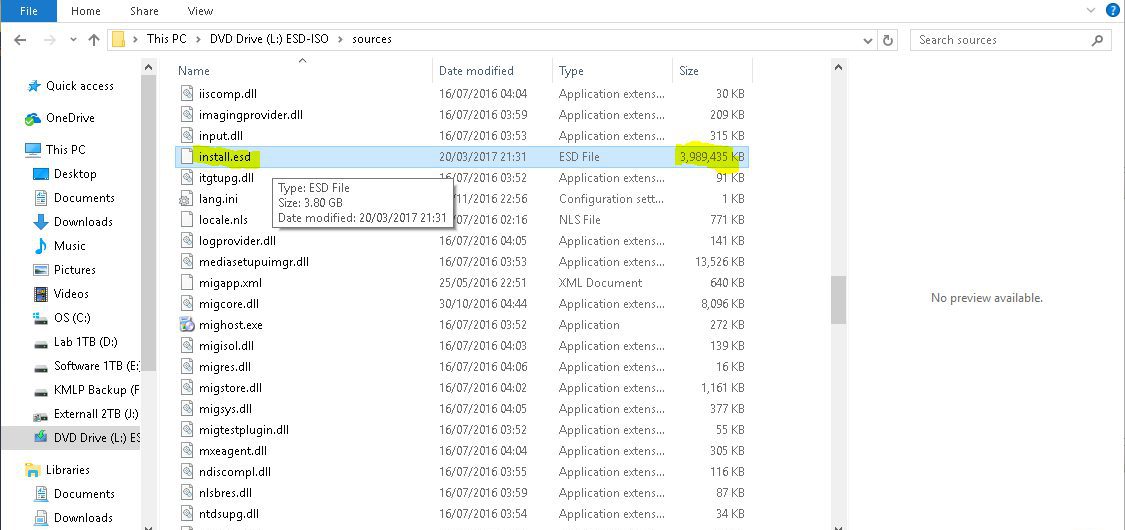 File Home Share View
This PC DVD Drive (L:) ESD-ISO sources
Search sources
Quick access
OneDrive
This PC
Desktop
Documents
Downloads
Music
Pictures
Videos
OS (C:)
Lab 1TB (D:)
Software 1TB (E:
KMLP Backup (F
Externall 2TB (J:)
DVD Drive (L:) ES
Libraries
Documents
Downloads
Name Date modified Type Size
iiscomp.dll 16/07/2016 04:04 Application extens... 30 KB
imagingprovider.dll 16/07/2016 03:59 Application extens... 209 KB
input.dll 16/07/2016 03:53 Application extens... 315 KB
install.esd 20/03/2017 21:31 ESD File 3,989,435 KB
itgtupg.dll 16/07/2016 03:52 Application extens... 91 KB
lang.ini /11/2016 22:56 Configuration sett... 1 KB
locale.nls 16/07/2016 02:16 NLS File 771 KB
logprovider.dll 16/07/2016 04:05 Application extens... 141 KB
mediasetupuimgr.dll 16/07/2016 03:53 Application extens... 13,526 KB
migapp.xml 25/05/2016 22:51 XML Document 640 KB
migcore.dll 30/10/2016 04:44 Application extens... 8,096 KB
mighost.exe 16/07/2016 03:52 Application 272 KB
migisol.dll 16/07/2016 04:03 Application extens... 139 KB
migres.dll 16/07/2016 04:06 Application extens... 16 KB
migstore.dll 16/07/2016 04:02 Application extens... 1,161 KB
migsys.dll 16/07/2016 04:05 Application extens... 377 KB
migtestplugin.dll 16/07/2016 03:52 Application extens... 55 KB
mxeagent.dll 16/07/2016 04:04 Application extens... 305 KB
ndiscompl.dll 16/07/2016 03:55 Application extens... 116 KB
nlsbres.dll 16/07/2016 03:59 Application extens... 87 KB
ntdsupg.dll 16/07/2016 03:52 Application extens... 34 KB
Type: ESD File
Size: 3.80 GB
Date modified: 20/03/2017 21:31
No preview available.